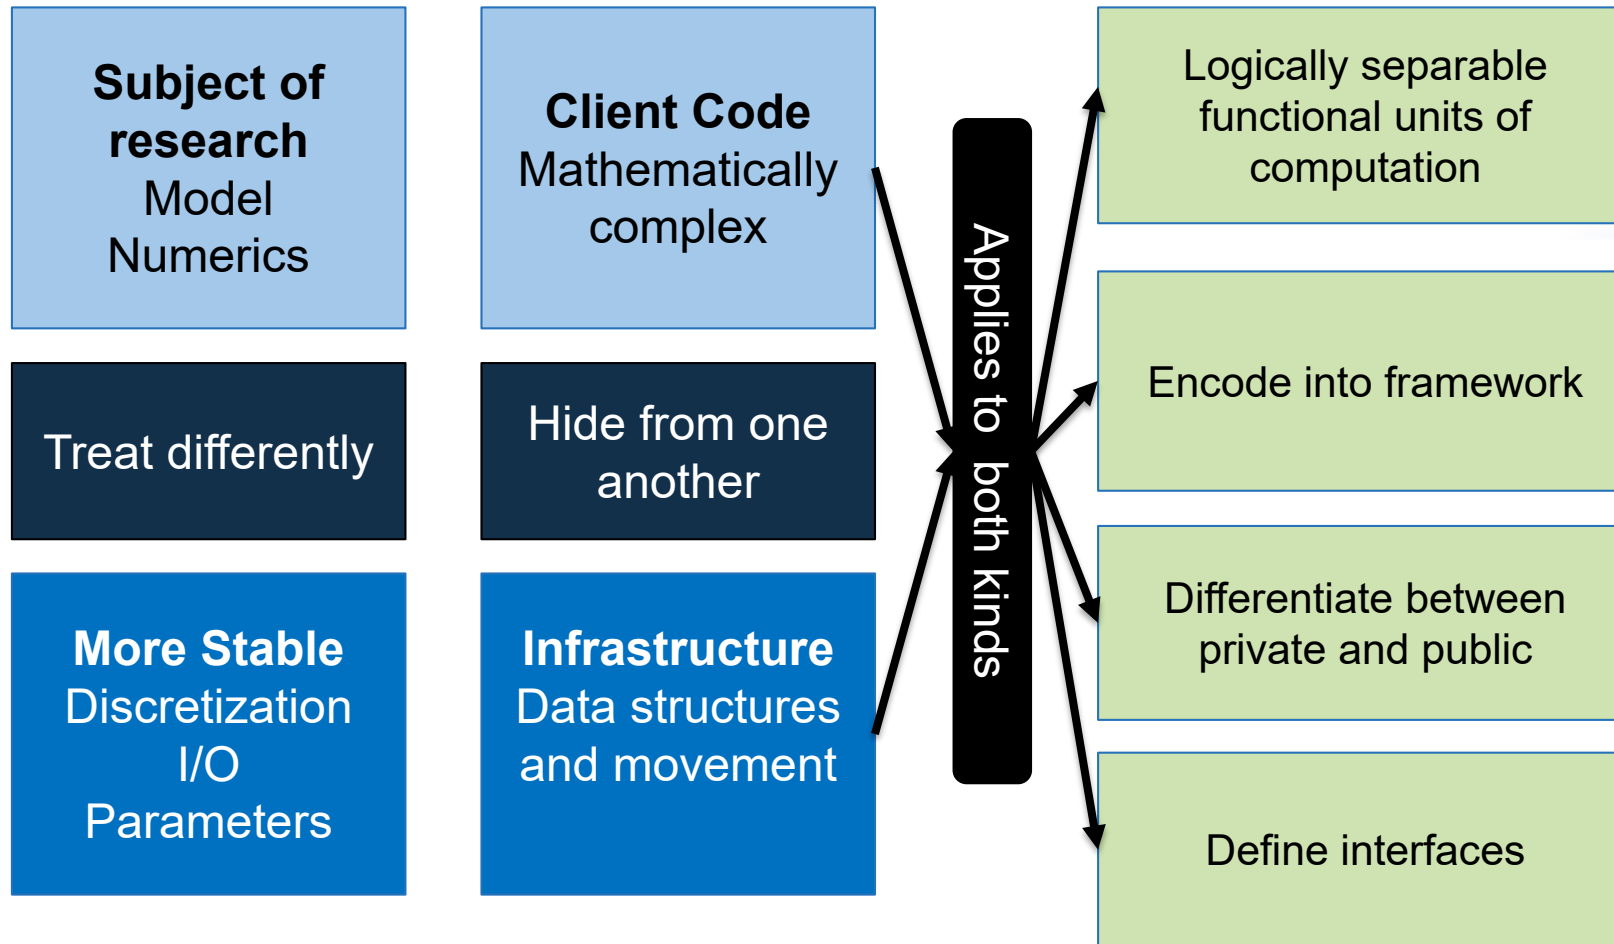 Subject of
research
Model
Numerics
Treat differently
More Stable
Discretization
I/O
Parameters
Client Code
Mathematically
complex
Hide from one
another
Infrastructure
Data structures
and movement
Applies to both kinds
Logically separable
functional units of
computation
Encode into framework
Differentiate between
private and public
Define interfaces